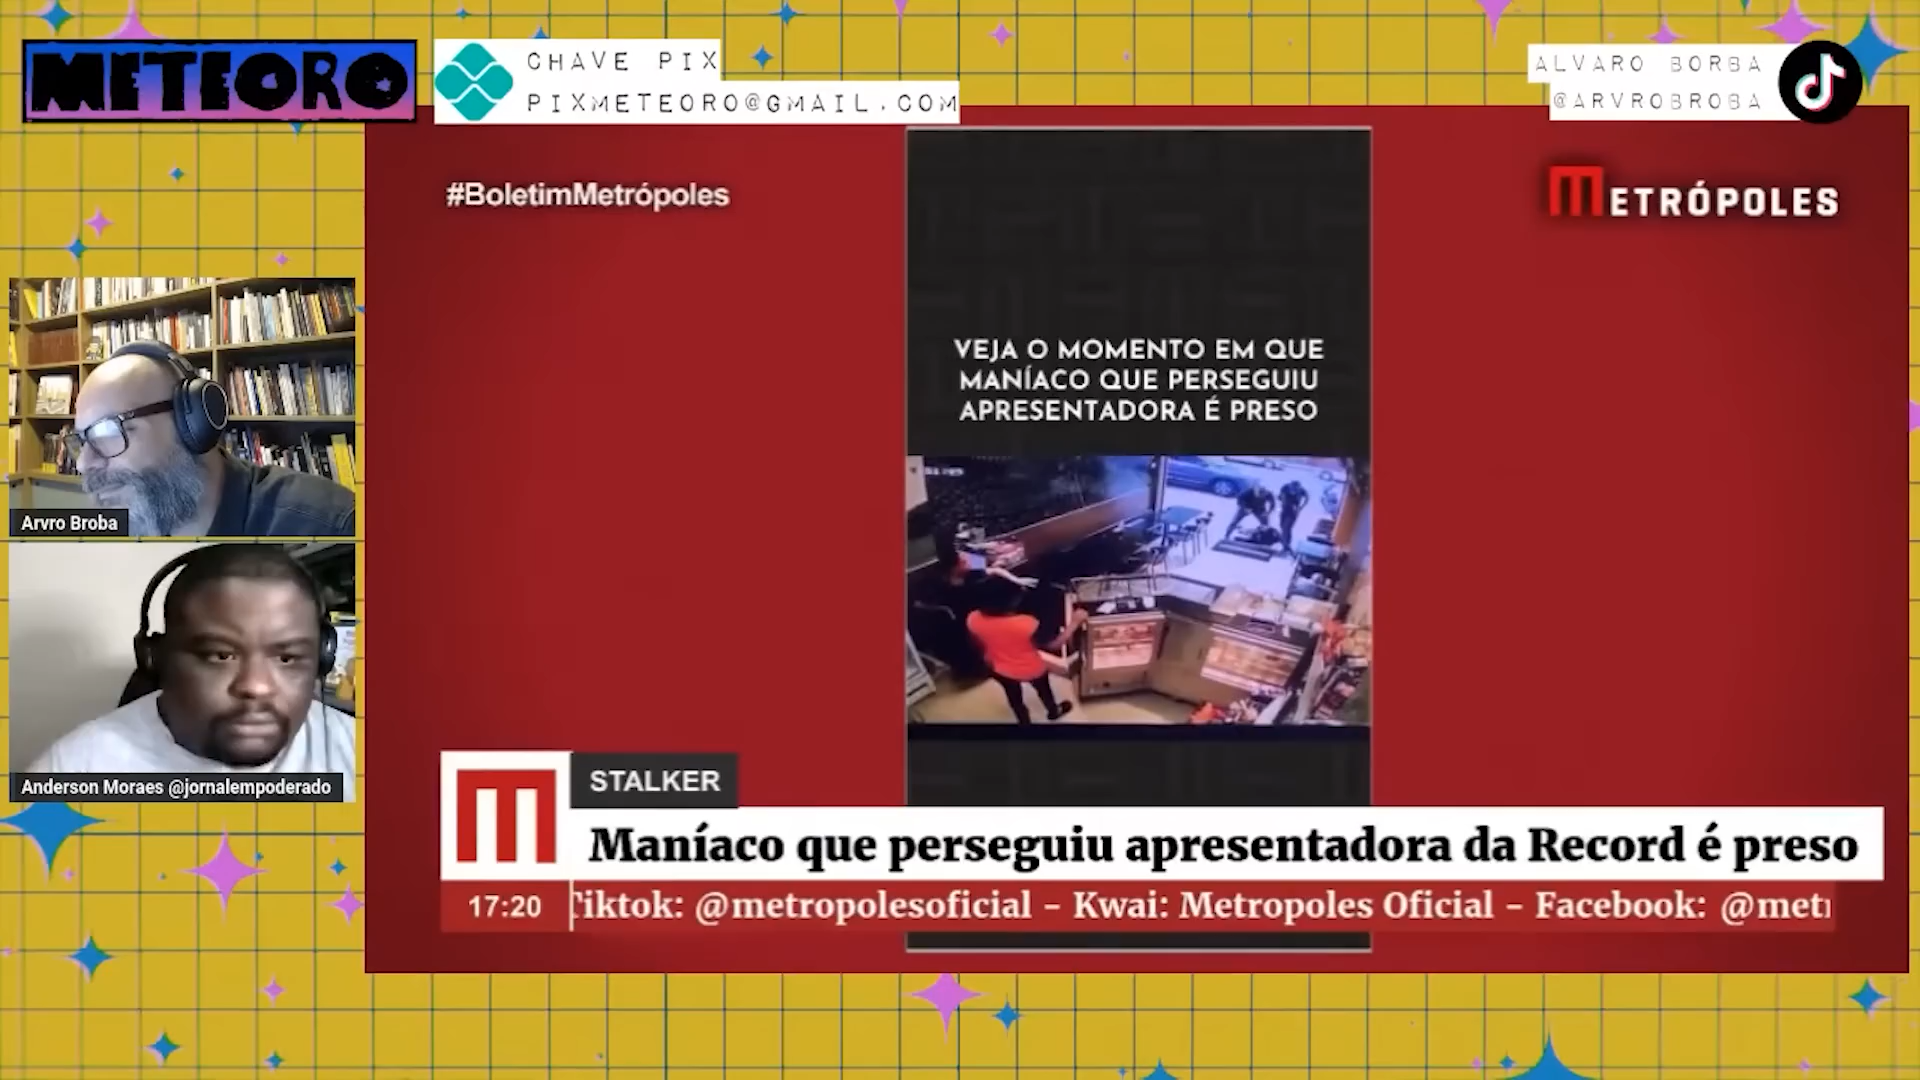 METEORO
CHAVE PIX
PIXMETEORO@GMAIL.COM
ALVARO BORBA
@ARVROBROBA
#BoletimMetrópoles
METRÓPOLES
VEJA O MOMENTO EM QUE
MANÍACO QUE PERSEGUIU
APRESENTADORA É PRESO
Arvro Broba
Anderson Moraes @jornalempoderado
STALKER
Maníaco que perseguiu apresentadora da Record é preso
17:20
Tiktok: @metropolesoficial - Kwai: Metropoles Oficial - Facebook: @met